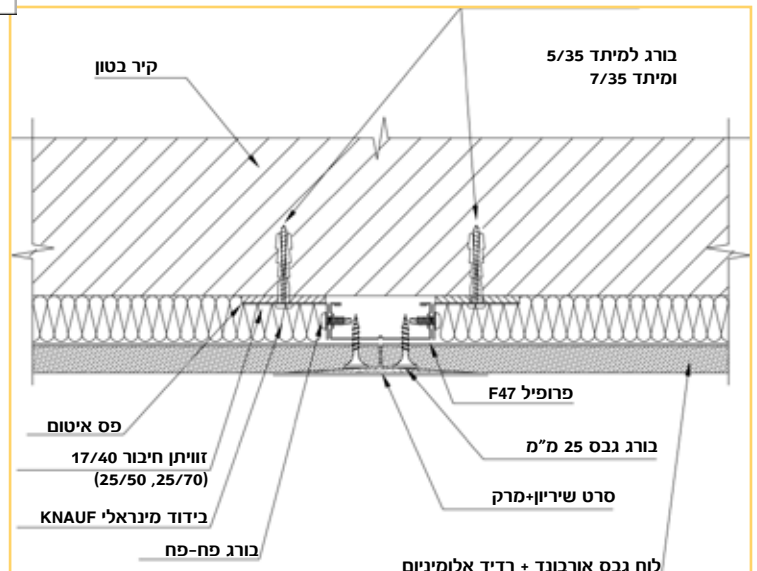 בורג למיתד 5/35
ומיתד 7/35
קיר בטון
פרופיל F47
פס איטום
בורג גבס 25 מ״מ
זוויתן חיבור 17/40
(25/50 ,25/70)
סרט שיריון+מרק
בידוד מינראלי KNAUF
בורג פח-פח
לוח גבס אורבונד + רדיד אלומיניום